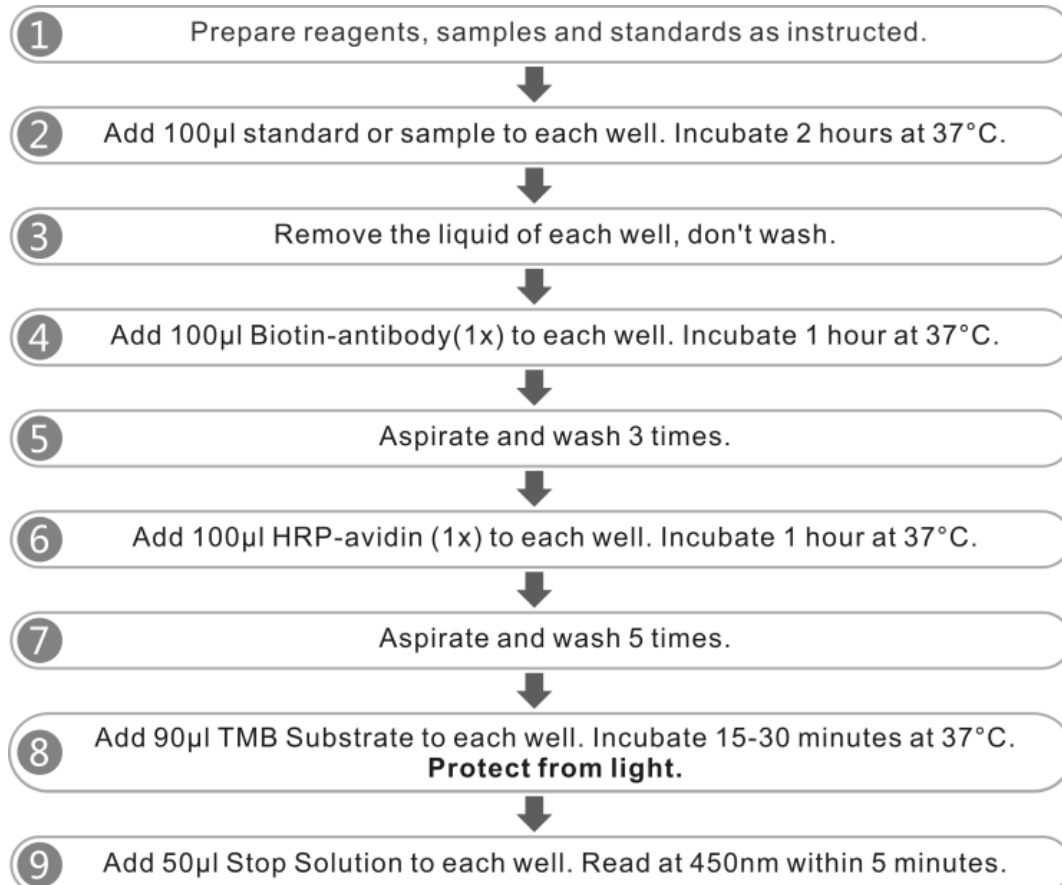 1 Prepare reagents, samples and standards as instructed.
2 Add 100µl standard or sample to each well. Incubate 2 hours at 37°C.
3 Remove the liquid of each well, don't wash.
4 Add 100µl Biotin-antibody(1x) to each well. Incubate 1 hour at 37°C.
5 Aspirate and wash 3 times.
6 Add 100µl HRP-avidin (1x) to each well. Incubate 1 hour at 37°C.
7 Aspirate and wash 5 times.
8 Add 90µl TMB Substrate to each well. Incubate 15-30 minutes at 37°C.
Protect from light.
9 Add 50µl Stop Solution to each well. Read at 450nm within 5 minutes.